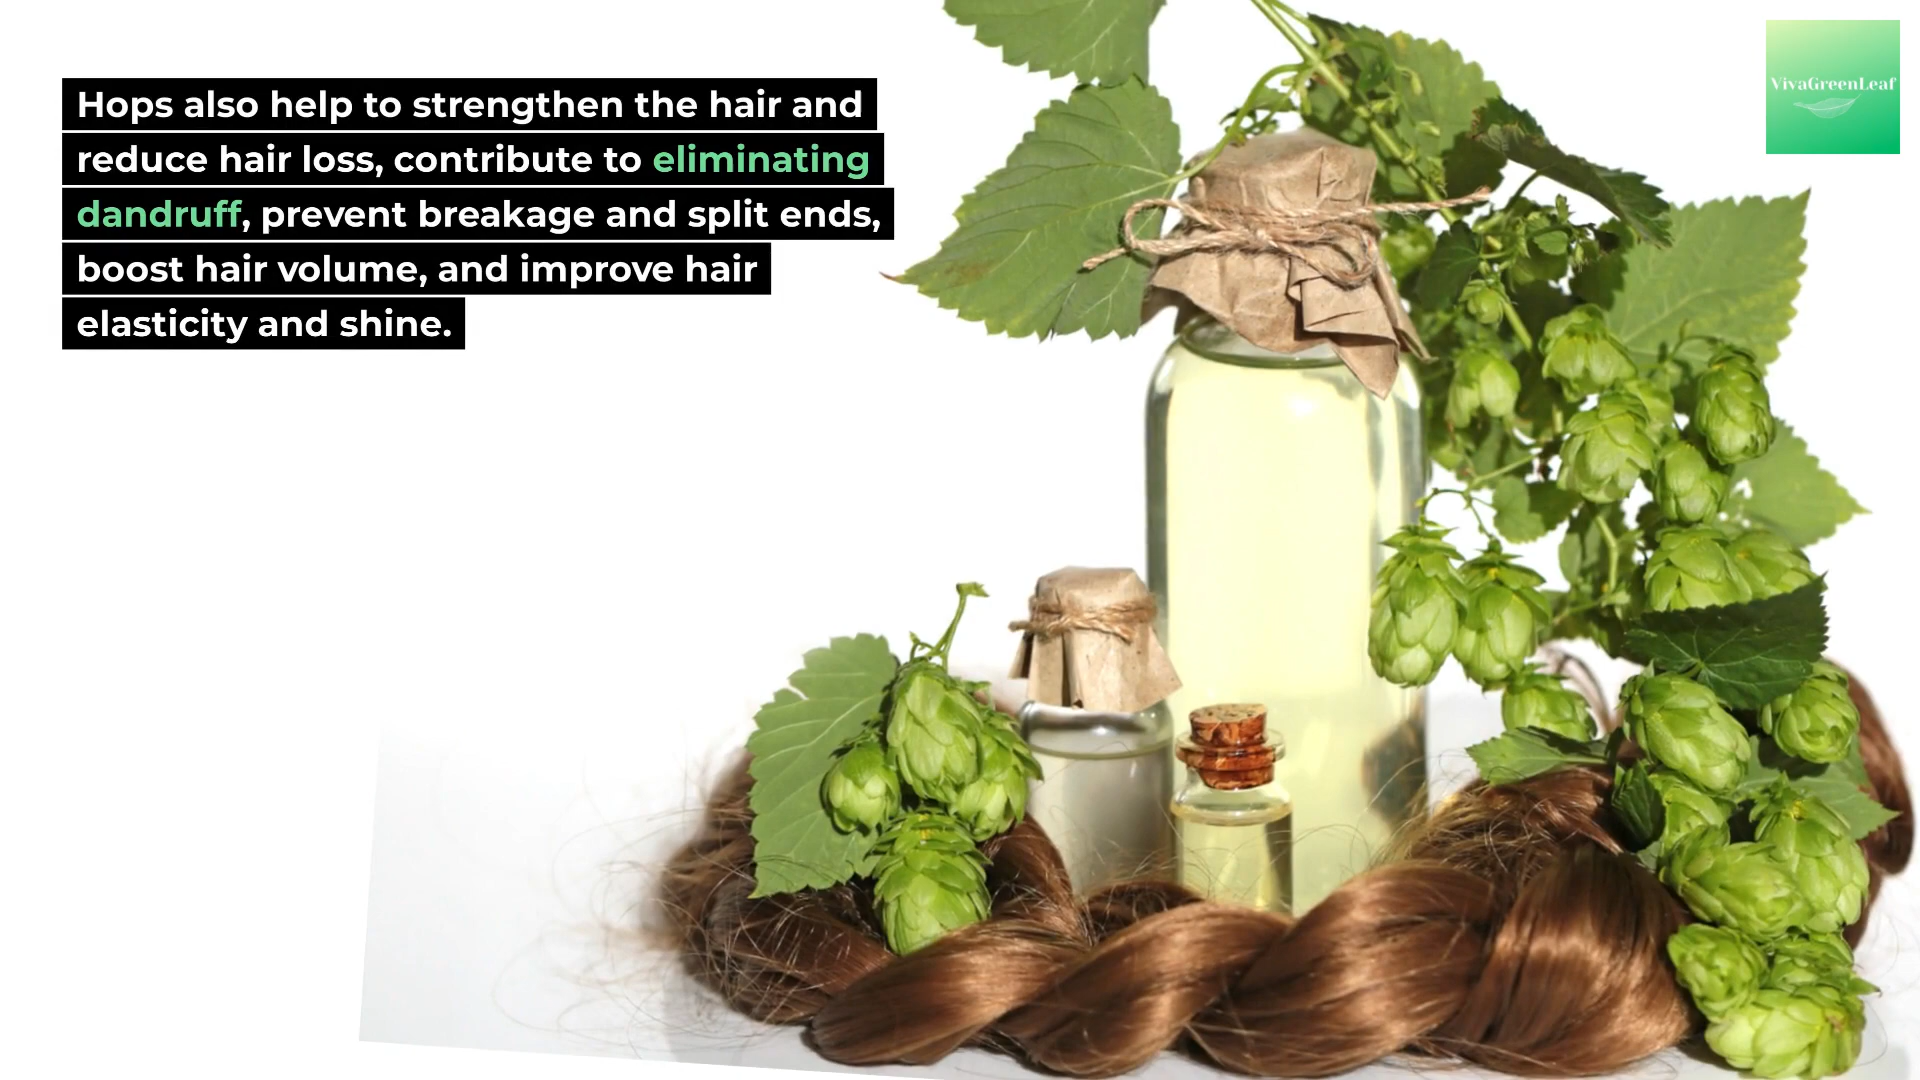 Hops also help to strengthen the hair and
reduce hair loss, contribute to eliminating
dandruff, prevent breakage and split ends,
boost hair volume, and improve hair
elasticity and shine.
VivaGreenLeaf